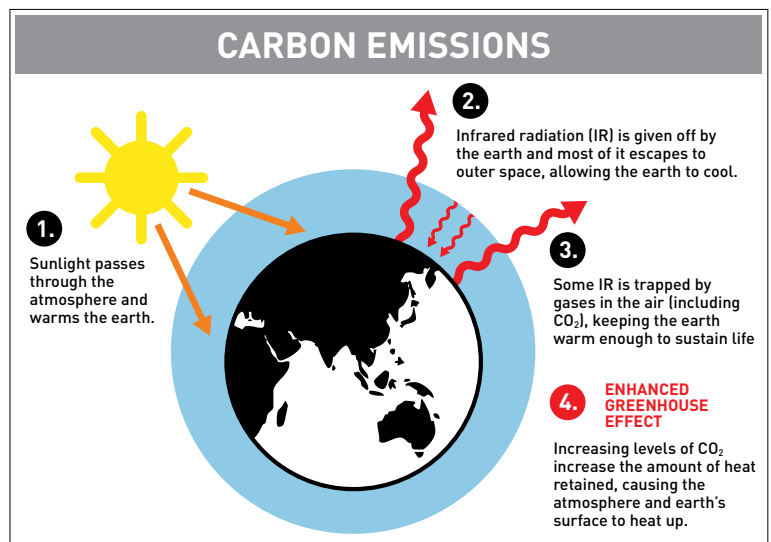 CARBON EMISSIONS
1.
Sunlight passes
through the
atmosphere and
warms the earth.
2.
Infrared radiation (IR) is given off by
the earth and most of it escapes to
outer space, allowing the earth to cool.
3.
Some IR is trapped by
gases in the air (including
CO₂), keeping the earth
warm enough to sustain life
4.
ENHANCED
GREENHOUSE
EFFECT
Increasing levels of CO₂
increase the amount of heat
retained, causing the
atmosphere and earth’s
surface to heat up.